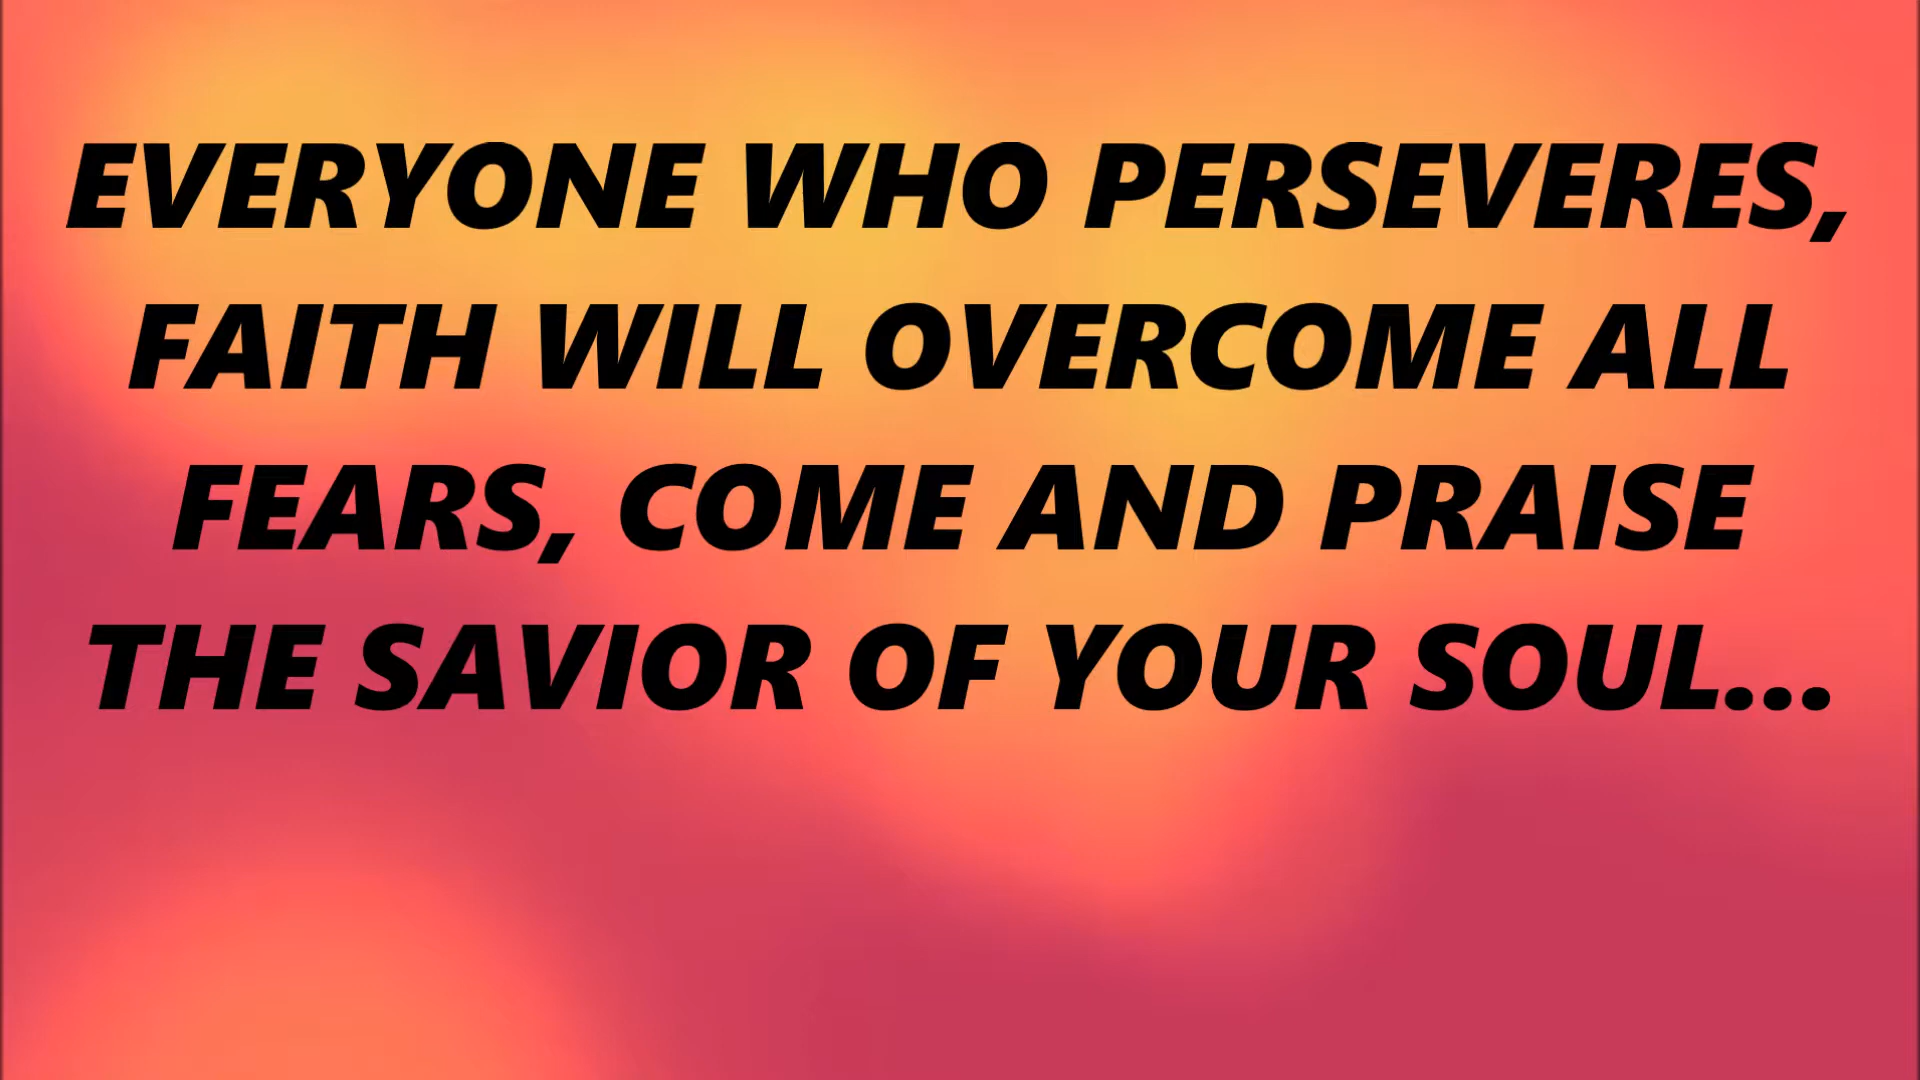 EVERYONE WHO PERSEVERES,
FAITH WILL OVERCOME ALL
FEARS, COME AND PRAISE
THE SAVIOR OF YOUR SOUL...